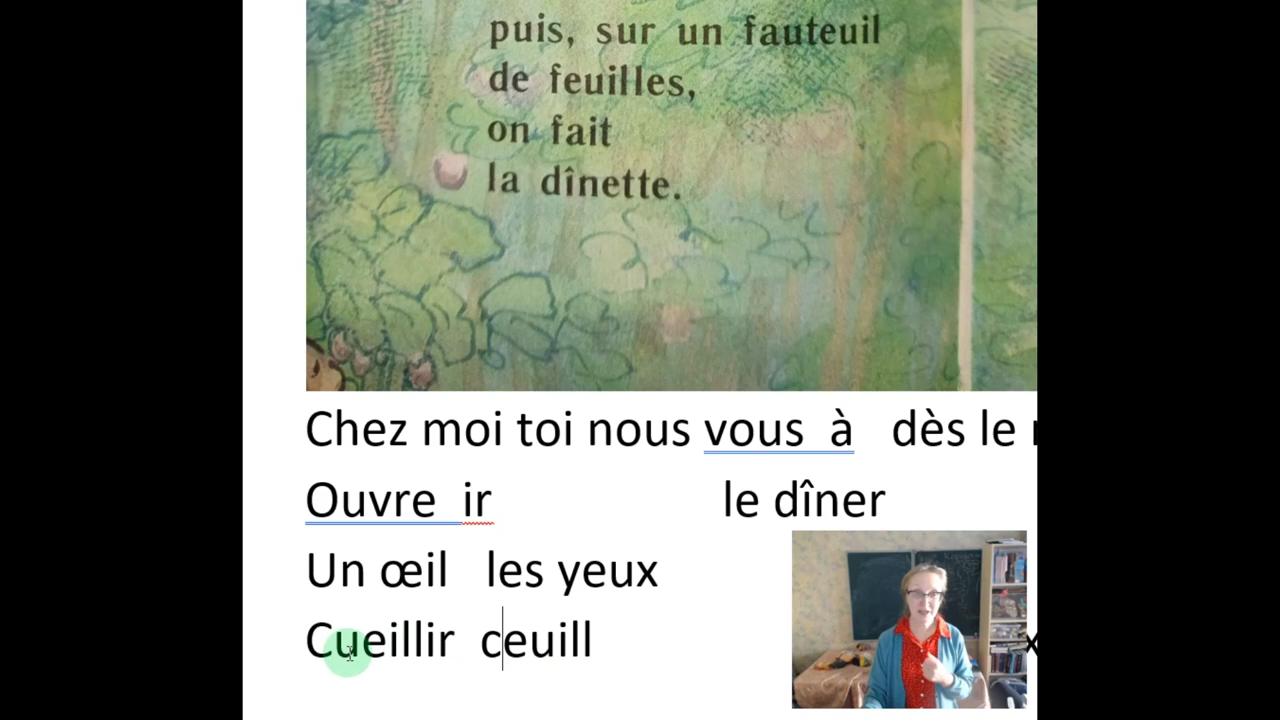 puis, sur un fauteuil
de feuilles,
on fait
la dînette.
Chez moi toi nous vous à dès le
Ouvre ir le dîner
Un œil les yeux
Cueillir ceuill